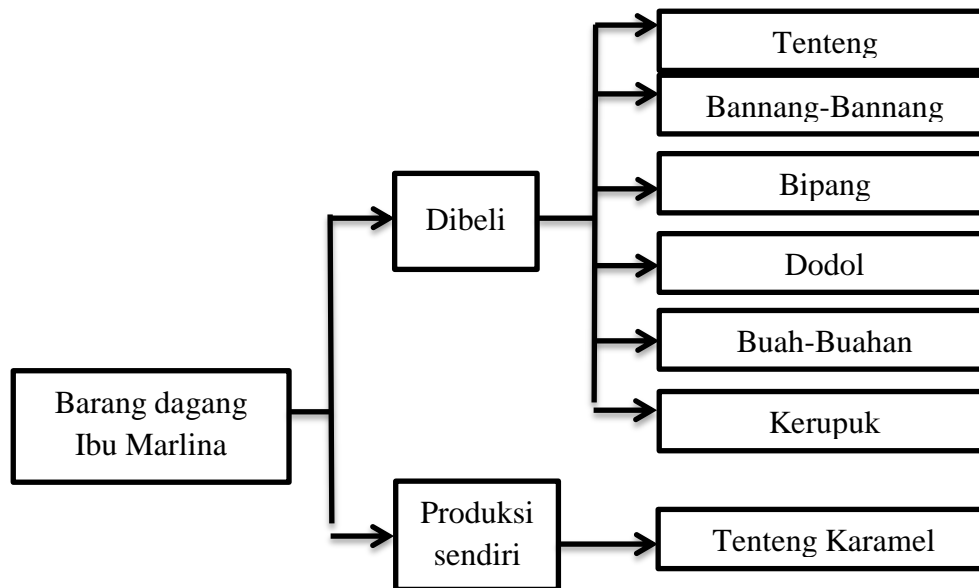 Tenteng
Bannang-Bannang
Bipang
Dibeli
Dodol
Buah-Buahan
Barang dagang
Ibu Marlina
Kerupuk
Produksi
sendiri
Tenteng Karamel